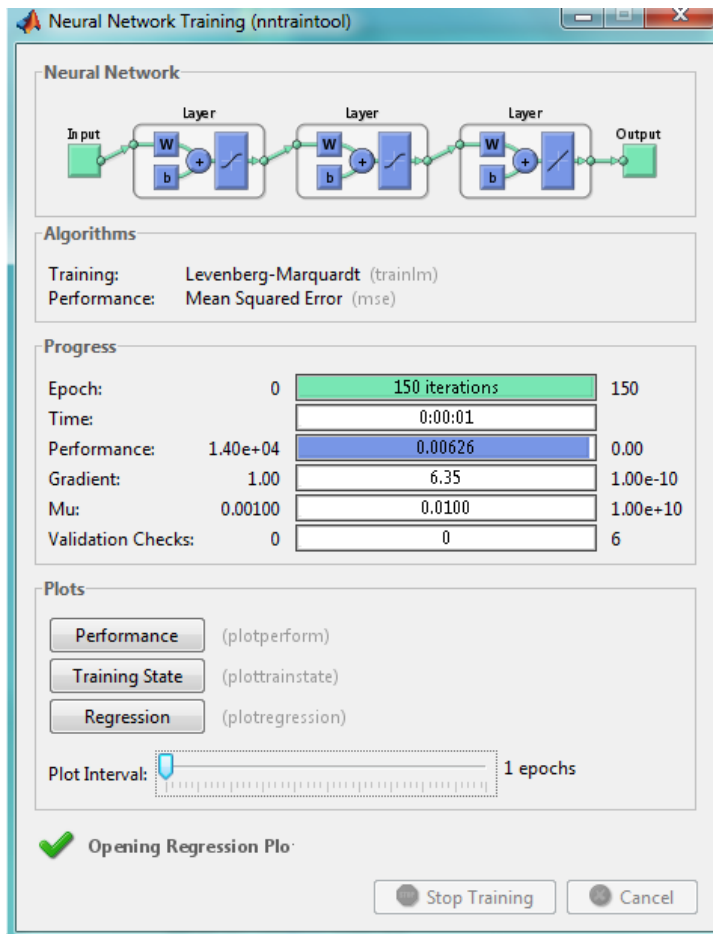 Neural Network Training (nntraintool)
Neural Network
Layer Layer Layer
Input Output
W W W
+ + +
b b b
Algorithms
Training: Levenberg-Marquardt (trainlm)
Performance: Mean Squared Error (mse)
Progress
Epoch: 0 150 iterations 150
Time: 0:00:01
Performance: 1.40e+04 0.00626 0.00
Gradient: 1.00 6.35 1.00e-10
Mu: 0.00100 0.0100 1.00e+10
Validation Checks: 0 0 6
Plots
Performance (plotperform)
Training State (plottrainstate)
Regression (plotregression)
Plot Interval: 1 epochs
Opening Regression Plo
Stop Training Cancel